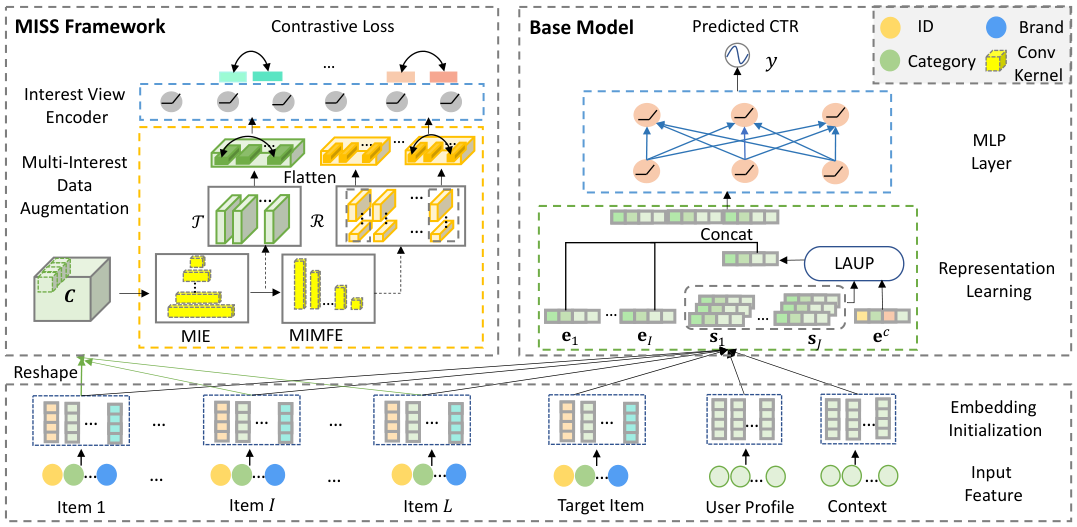 MISS Framework
Contrastive Loss
...
Interest View
Encoder
Multi-Interest
Data
Augmentation
Flatten
𝒯
ℛ
C
MIE
MIMFE
Reshape
Base Model
Predicted CTR
y
ID
Brand
Category
Conv
Kernel
MLP
Layer
Concat
LAUP
Representation
Learning
e1 ... eI s1 ... sJ e^c
Embedding
Initialization
Input
Feature
Item 1 ... Item I ... Item L Target Item User Profile Context